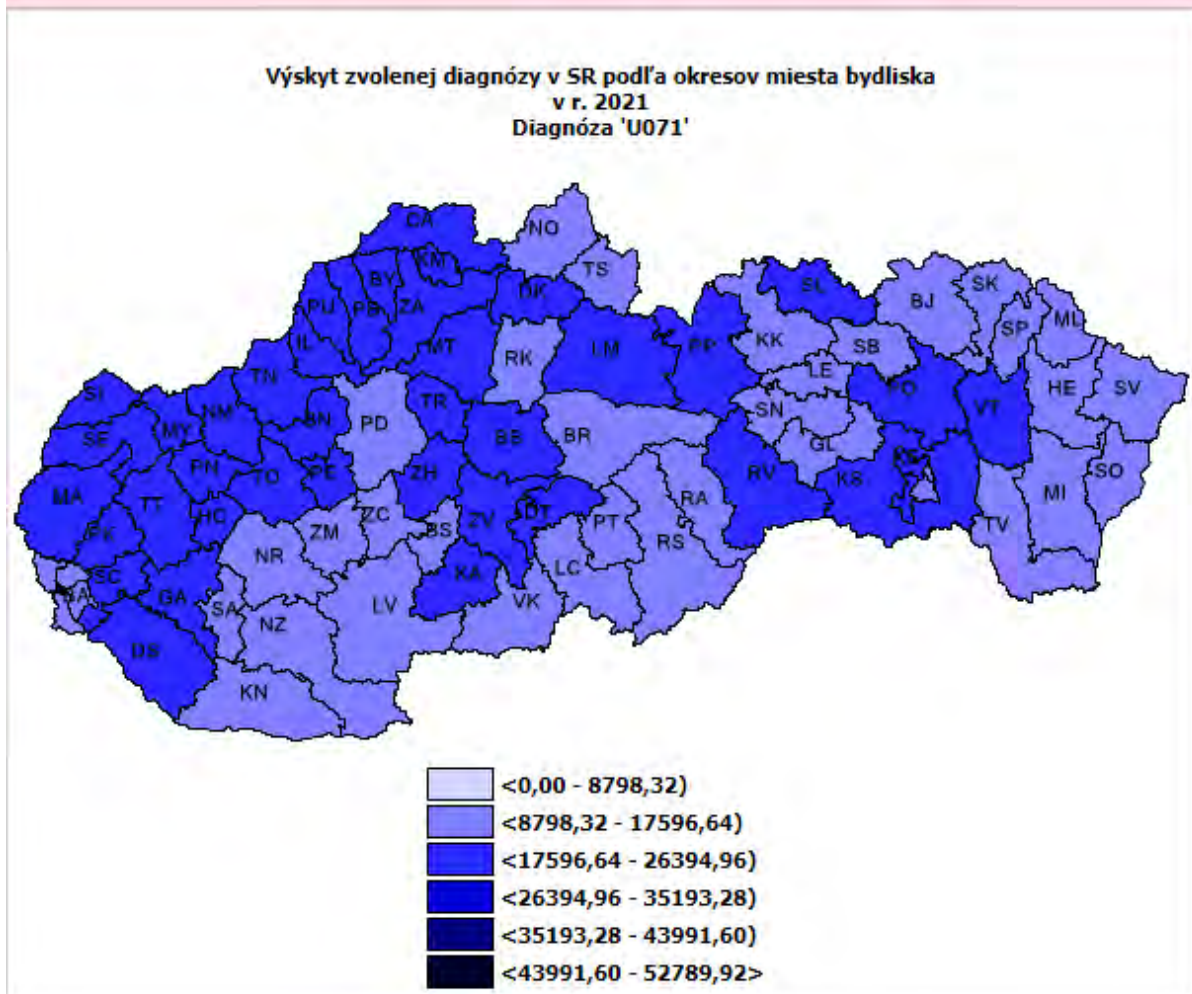 Výskyt zvolenej diagnózy v SR podľa okresov miesta bydliska
v r. 2021
Diagnóza 'U071'
CA
NO
KM
BY
TS
PU
PB
ZA
DK
SL
BJ
SK
SP
ML
IL
MT
RK
LM
PP
KK
SB
LE
HE
SV
TN
SI
NM
BN
PD
TR
BB
BR
SN
PO
VT
SE
MY
GL
PN
TO
PE
ZH
RV
KS
MI
SO
MA
TT
HC
ZM
ZC
BS
ZV
DT
PT
RA
TV
PK
NR
RS
SC
GA
SA
KA
LC
BA
NZ
LV
VK
DS
KN
<0,00 - 8798,32)
<8798,32 - 17596,64)
<17596,64 - 26394,96)
<26394,96 - 35193,28)
<35193,28 - 43991,60)
<43991,60 - 52789,92>